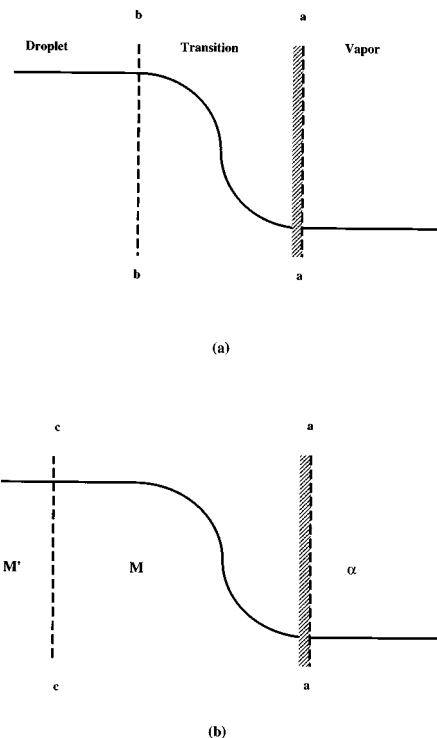 b a
Droplet Transition Vapor
b a
(a)
c a
M' M α
c a
(b)